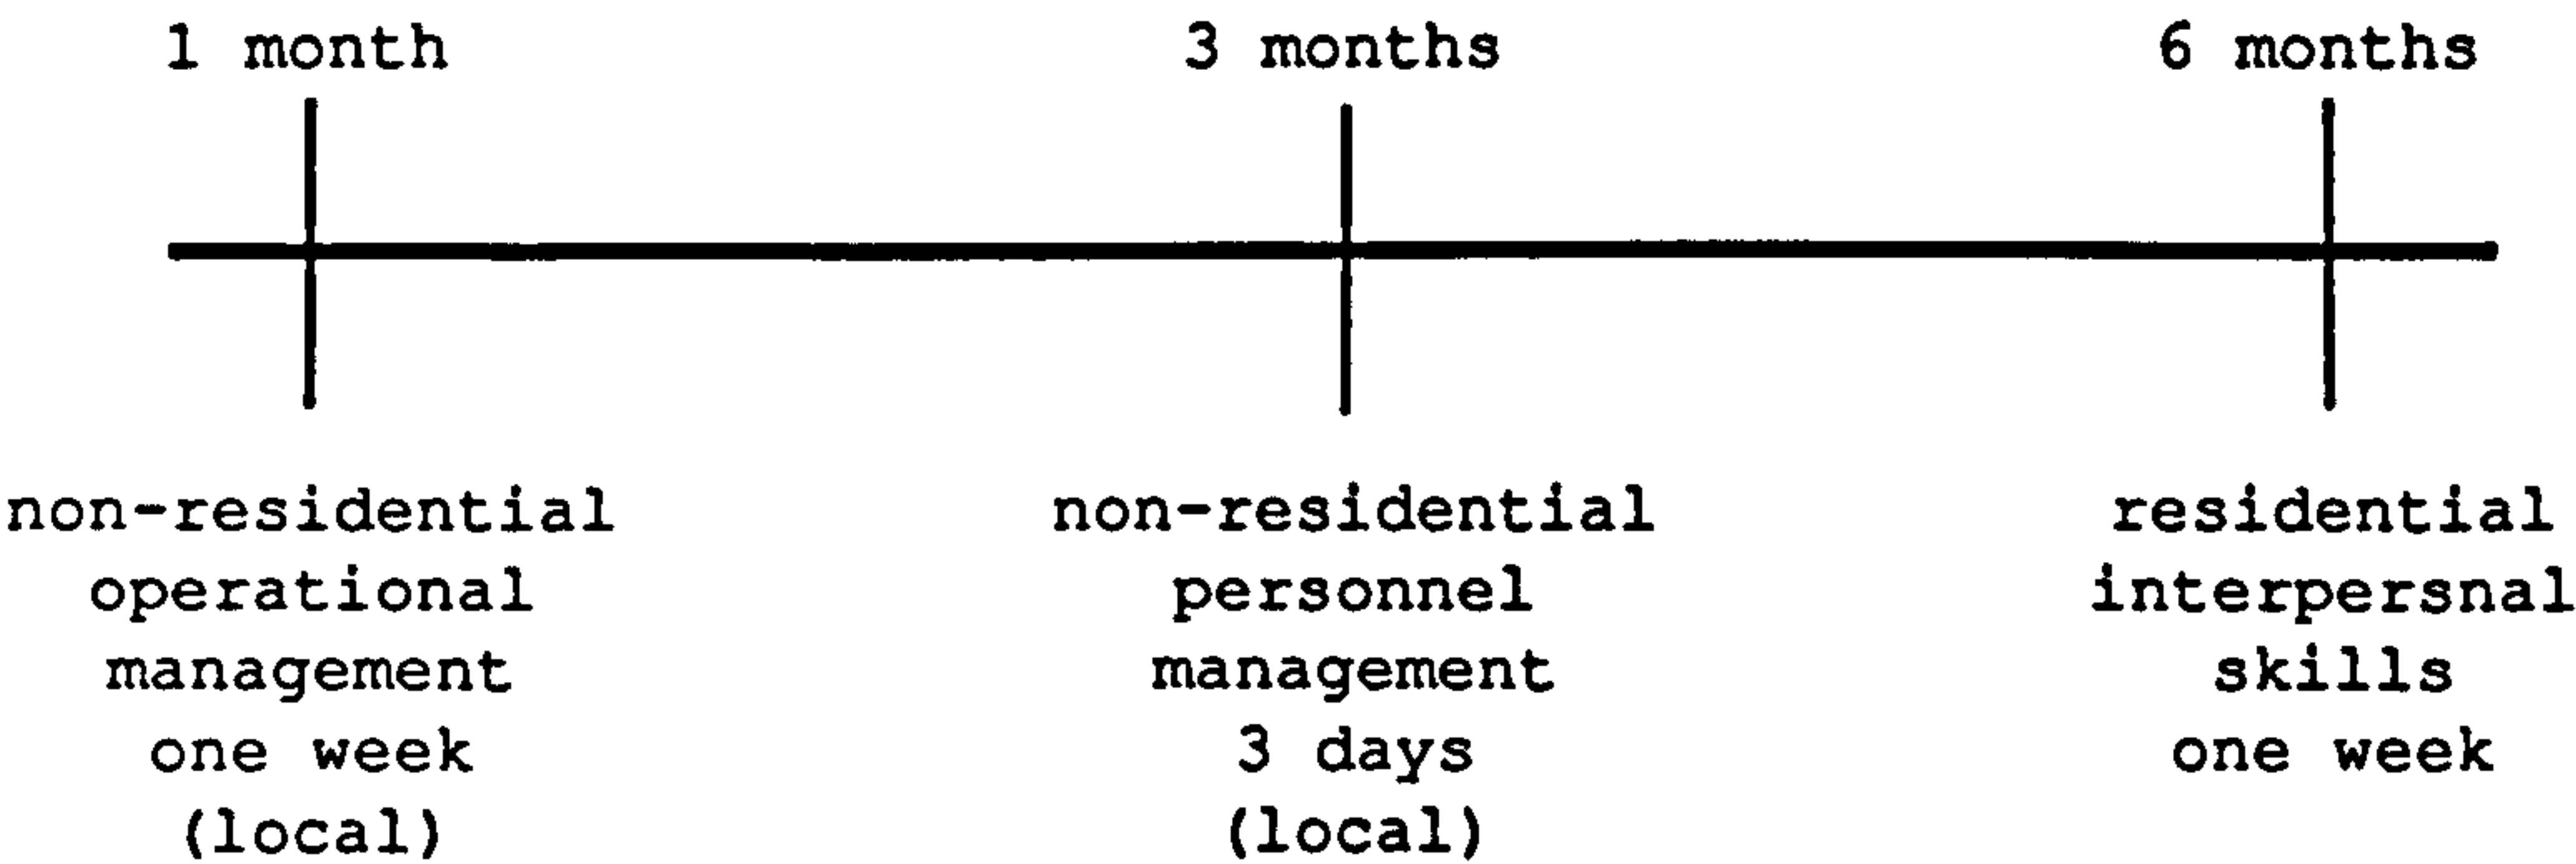 1 month
3 months
6 months
non-residential
operational
management
one week
(local)
non-residential
personnel
management
3 days
(local)
residential
interpersnal
skills
one week